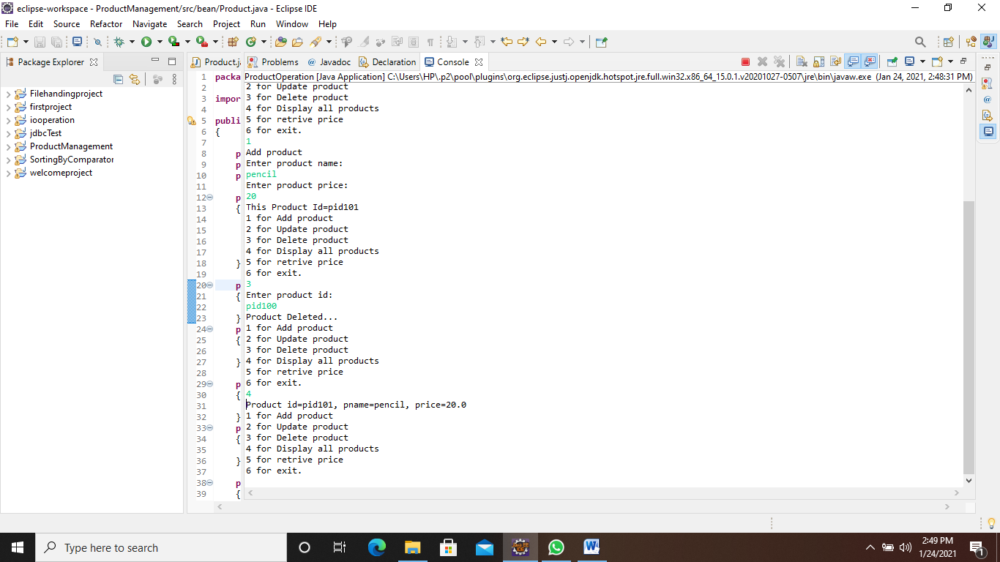 eclipse-workspace - ProductManagement/src/bean/Product.java - Eclipse IDE
File Edit Source Refactor Navigate Search Project Run Window Help
Package Explorer
Filehandingproject
firstproject
iooperation
jdbcTest
ProductManagement
SortingByComparator
welcomeproject
Product.j
Problems @ Javadoc Declaration Console
ProductOperation [Java Application] C:\Users\HP\.p2\pool\plugins\org.eclipse.justj.openjdk.hotspot.jre.full.win32.x86_64_15.0.1.v20201027-0507\jre\bin\javaw.exe (Jan 24, 2021, 2:48:31 PM)
1 packa
2
3 impor
4
5 publi
6 {
7
8 p
9 p
10 p
11
12 p
13 {
14
15
16
17
18 }
19
20 p
21 {
22
23 }
24 p
25 {
26
27 }
28
29 p
30 {
31
32 }
33 p
34 {
35
36 }
37
38 p
39 {
2 for Update product
3 for Delete product
4 for Display all products
5 for retrive price
6 for exit.
1
Add product
Enter product name:
pencil
Enter product price:
20
This Product Id=pid101
1 for Add product
2 for Update product
3 for Delete product
4 for Display all products
5 for retrive price
6 for exit.
3
Enter product id:
pid100
Product Deleted...
1 for Add product
2 for Update product
3 for Delete product
4 for Display all products
5 for retrive price
6 for exit.
4
Product id=pid101, pname=pencil, price=20.0
1 for Add product
2 for Update product
3 for Delete product
4 for Display all products
5 for retrive price
6 for exit.
Type here to search
2:49 PM
1/24/2021
1